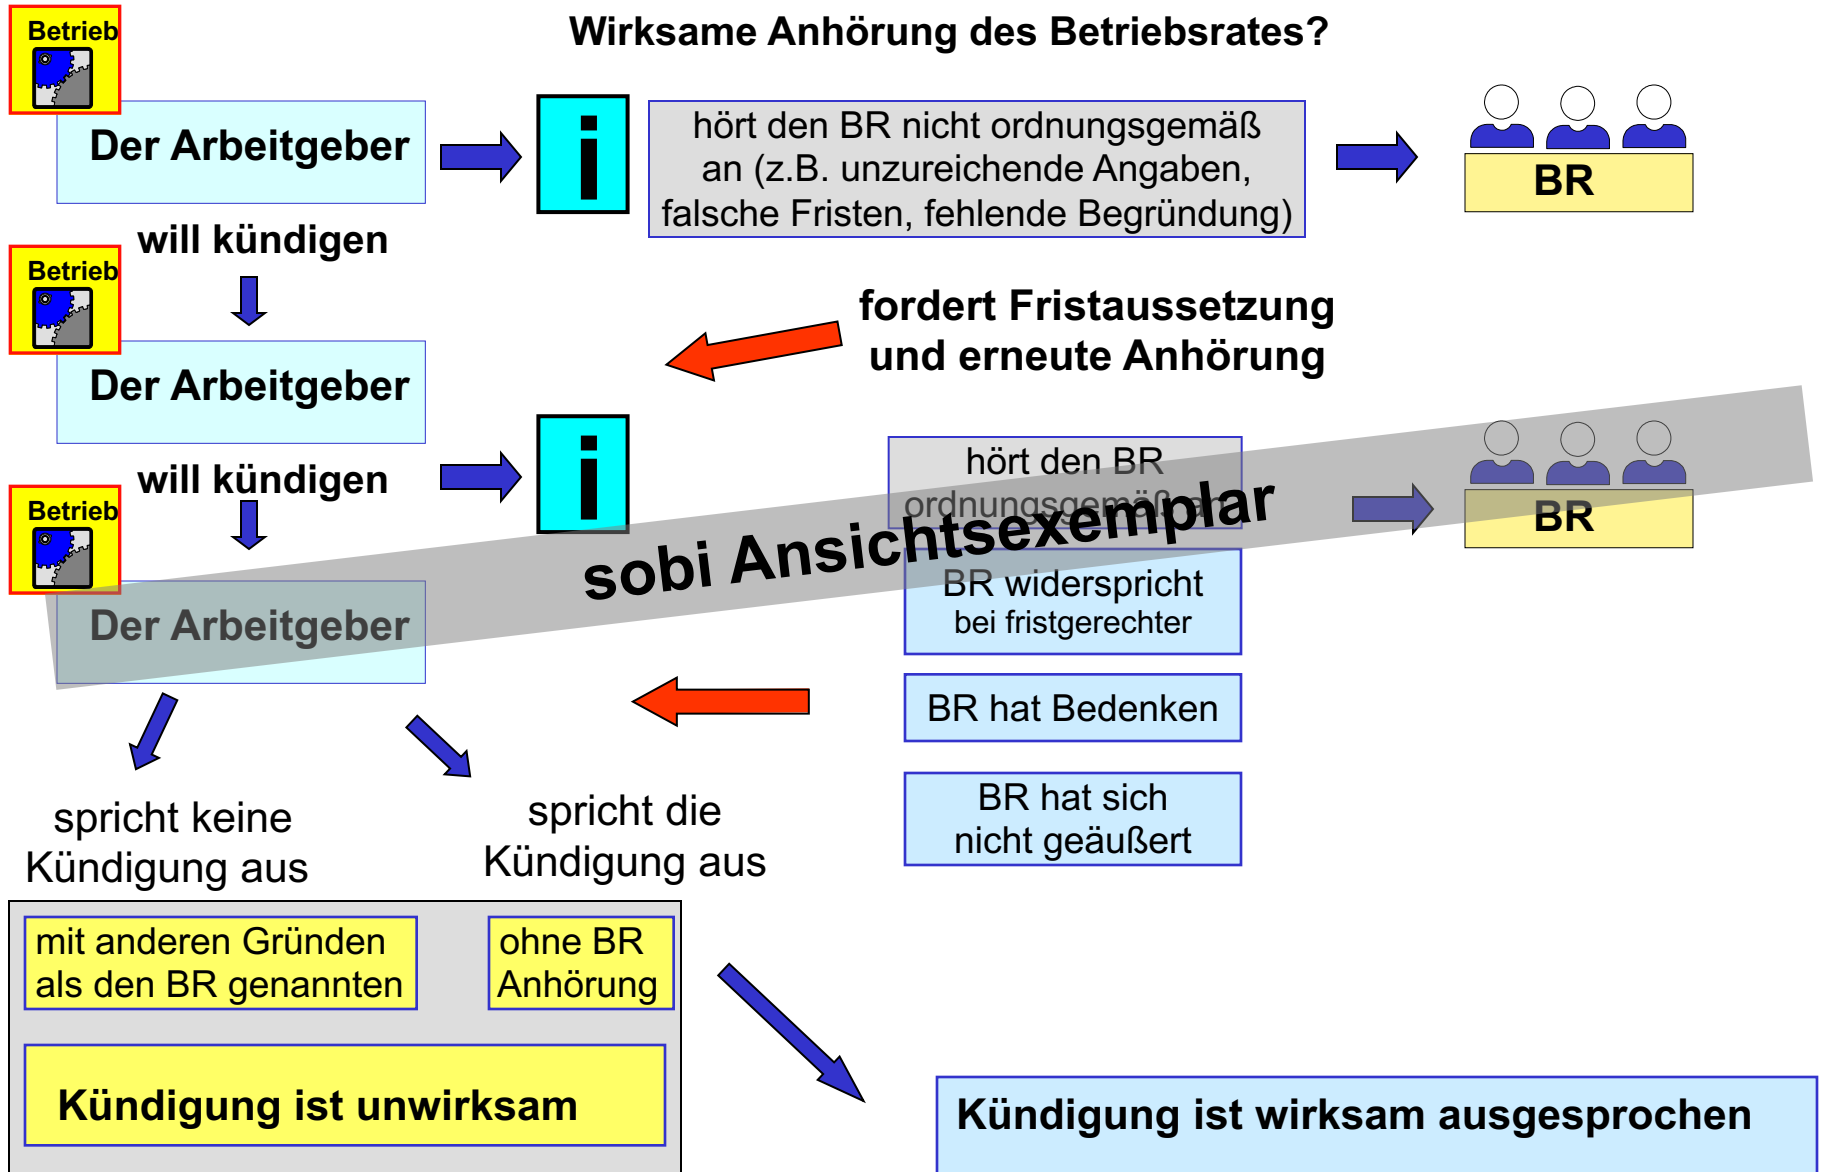 Wirksame Anhörung des Betriebsrates?
Betrieb
Der Arbeitgeber
i
hört den BR nicht ordnungsgemäß
an (z.B. unzureichende Angaben,
falsche Fristen, fehlende Begründung)
BR
will kündigen
Betrieb
Der Arbeitgeber
fordert Fristaussetzung
und erneute Anhörung
will kündigen
i
hört den BR
ordnungsgemäß an
BR
Betrieb
Der Arbeitgeber
sobi Ansichtsexemplar
BR widerspricht
bei fristgerechter
BR hat Bedenken
BR hat sich
nicht geäußert
spricht keine
Kündigung aus
spricht die
Kündigung aus
mit anderen Gründen
als den BR genannten
ohne BR
Anhörung
Kündigung ist unwirksam
Kündigung ist wirksam ausgesprochen